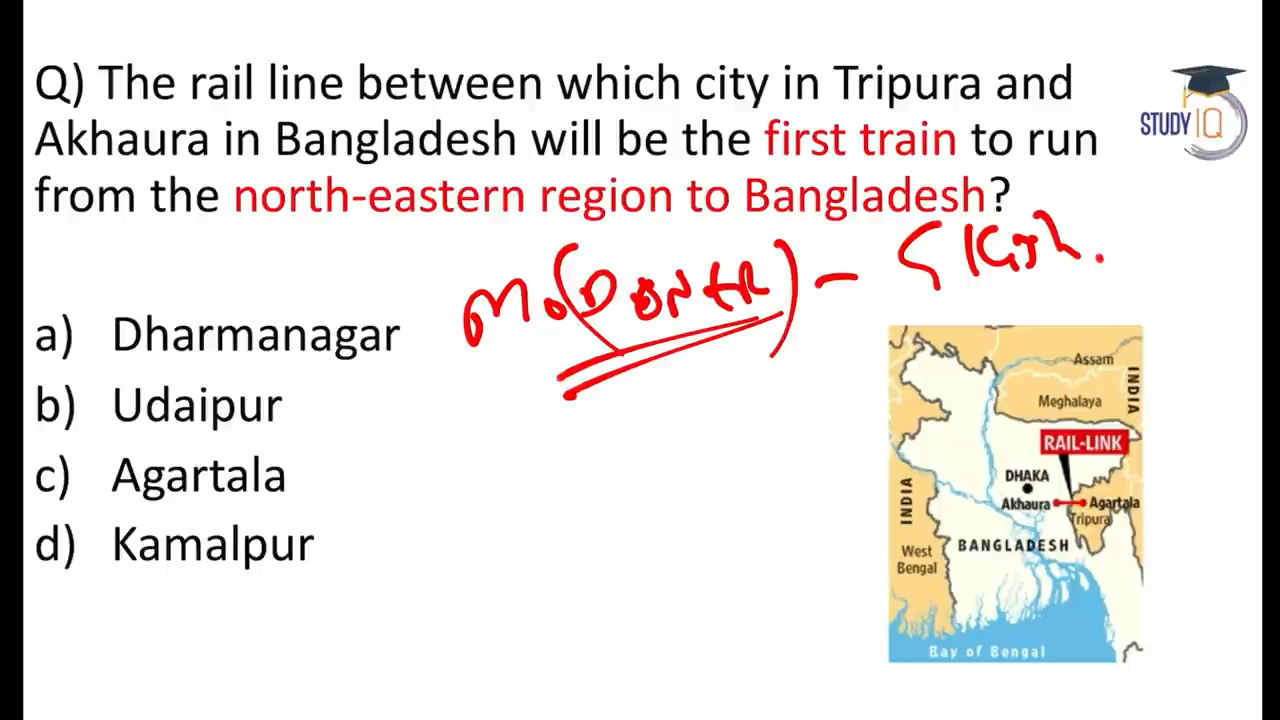 Q) The rail line between which city in Tripura and
Akhaura in Bangladesh will be the first train to run
from the north-eastern region to Bangladesh?
STUDY IQ
a) Dharmanagar
b) Udaipur
c) Agartala
d) Kamalpur
Assam
INDIA
Meghalaya
RAIL-LINK
DHAKA
Akhaura
Agartala
Tripura
INDIA
BANGLADESH
West
Bengal
Bay of Bengal